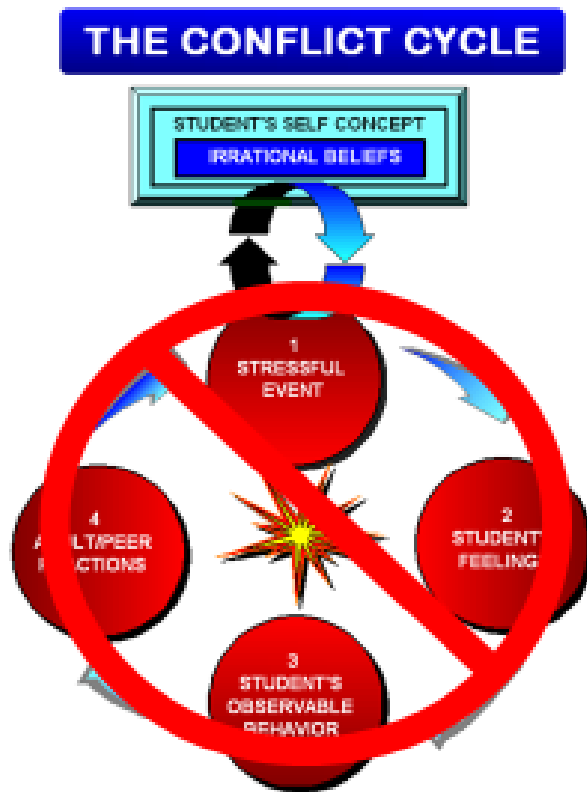 THE CONFLICT CYCLE
STUDENT'S SELF CONCEPT
IRRATIONAL BELIEFS
1
STRESSFUL
EVENT
2
STUDENT
FEELING
3
STUDENT'S
OBSERVABLE
BEHAVIOR
4